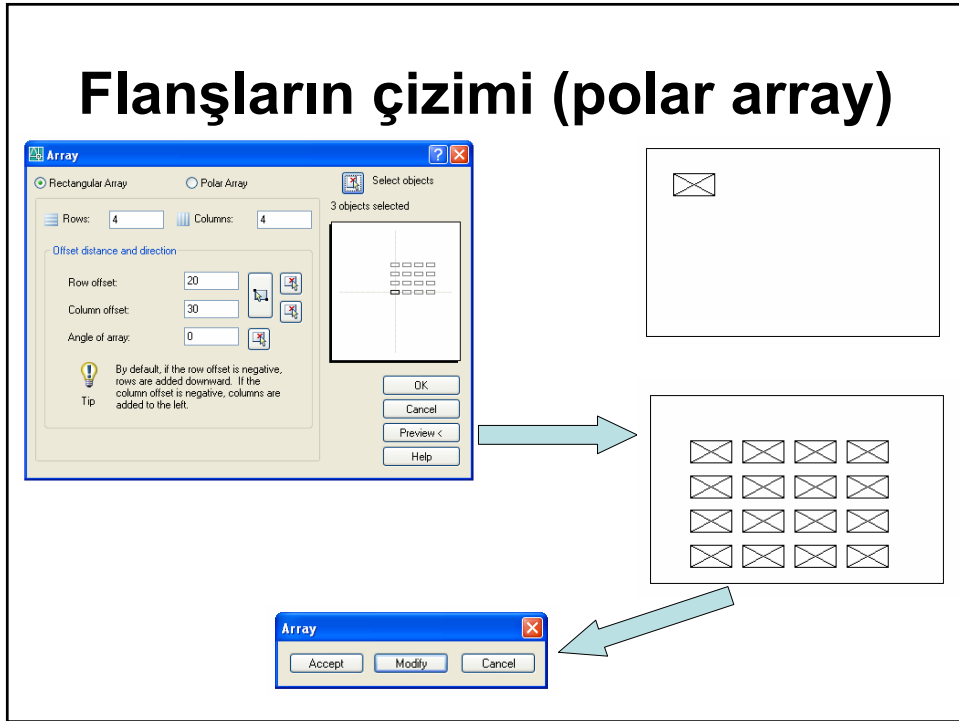 Flanşların çizimi (polar array)
Array
Rectangular Array
Polar Array
Select objects
3 objects selected
Rows: 4
Columns: 4
Offset distance and direction
Row offset: 20
Column offset: 30
Angle of array: 0
Tip
By default, if the row offset is negative,
rows are added downward. If the
column offset is negative, columns are
added to the left.
OK
Cancel
Preview <
Help
Array
Accept Modify Cancel